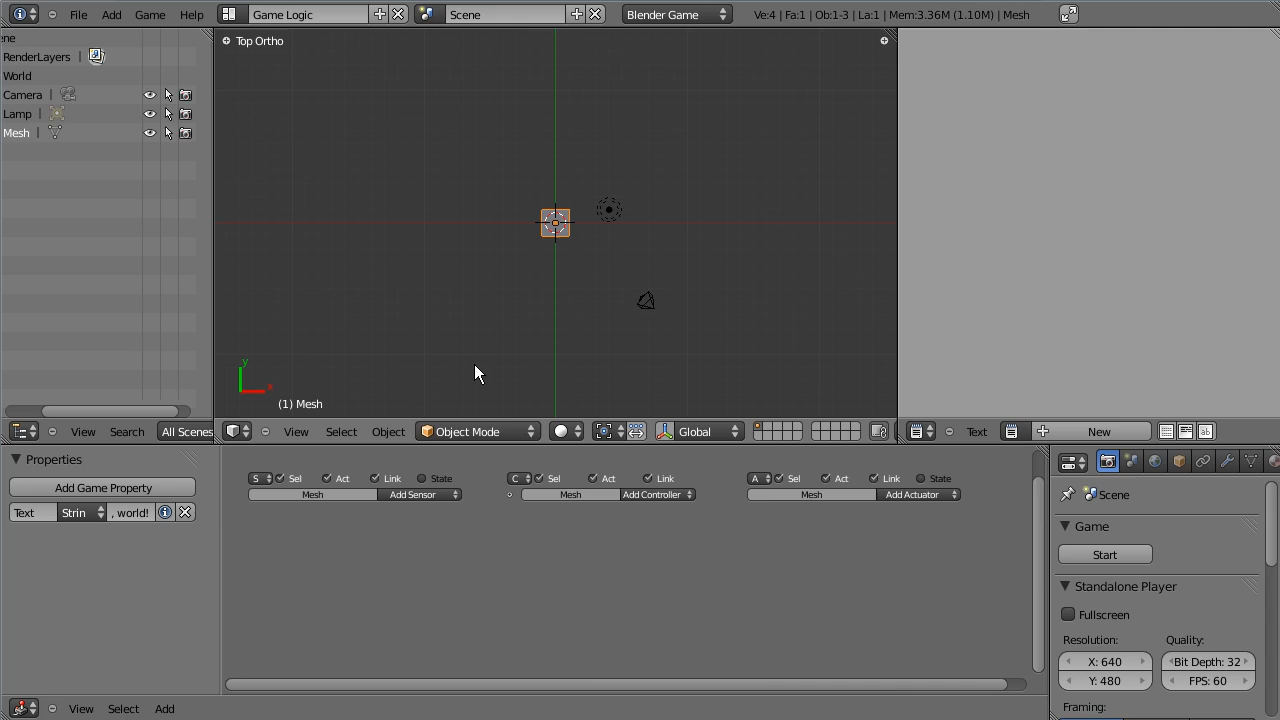 File Add Game Help Game Logic Scene Blender Game Ve:4 | Fa:1 | Ob:1-3 | La:1 | Mem:3.36M (1.10M) | Mesh
ne
RenderLayers |
World
Camera |
Lamp |
Mesh |
View Search All Scenes
Top Ortho
y
x
(1) Mesh
View Select Object Object Mode Global
Text New
Properties
Add Game Property
Text Strin , world!
S Sel Act Link State
Mesh Add Sensor
C Sel Act Link
Mesh Add Controller
A Sel Act Link State
Mesh Add Actuator
View Select Add
Scene
Game
Start
Standalone Player
Fullscreen
Resolution: Quality:
X: 640 Bit Depth: 32
Y: 480 FPS: 60
Framing: